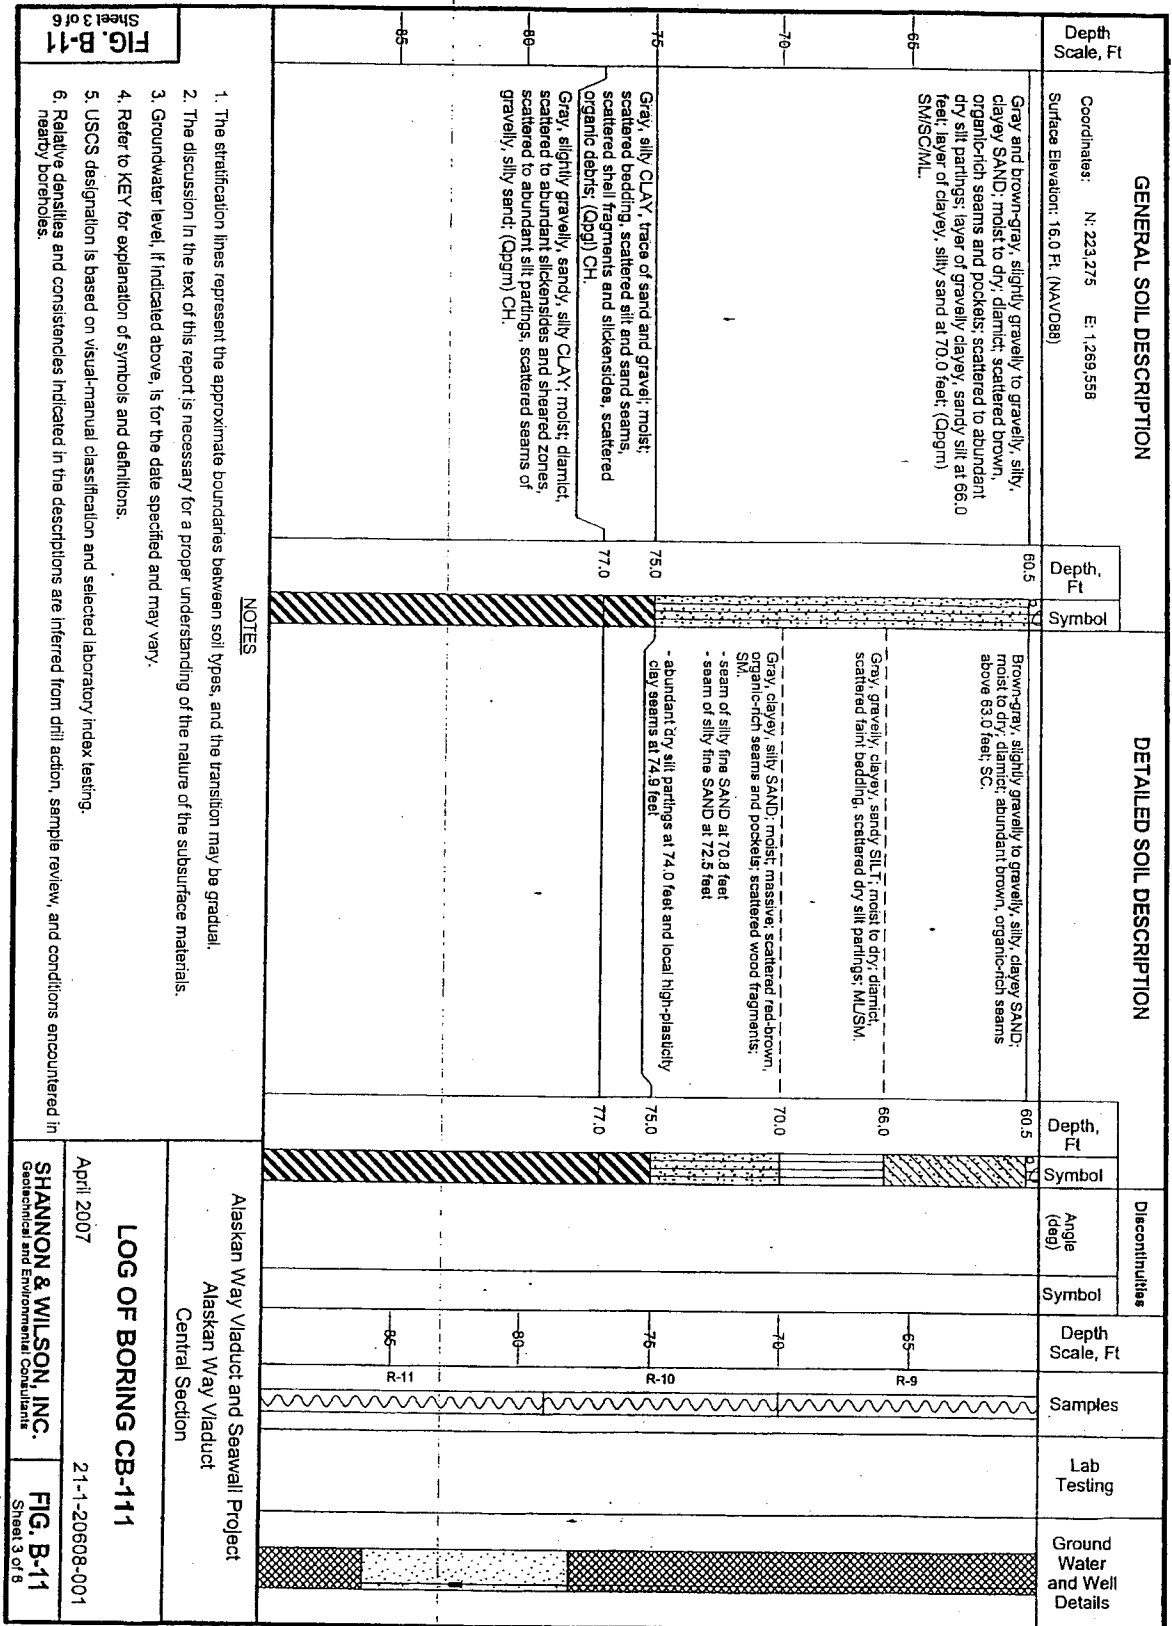 GENERAL SOIL DESCRIPTION
DETAILED SOIL DESCRIPTION
Discontinuities
Depth
Scale, Ft
Coordinates: N: 223,275 E: 1,269,558
Surface Elevation: 16.0 Ft. (NAVD88)
Depth,
Ft
Symbol
Depth,
Ft
Symbol
Angle
(deg)
Symbol
Depth
Scale, Ft
Samples
Lab
Testing
Ground
Water
and Well
Details
65
70
75
80
85
Gray and brown-gray, slightly gravelly to gravelly, silty,
clayey SAND; moist to dry; diamict; scattered brown,
organic-rich seams and pockets; scattered to abundant
dry silt partings; layer of gravelly clayey, sandy silt at 66.0
feet; layer of clayey, silty sand at 70.0 feet; (Qpgm)
SM/SC/ML.
Gray, silty CLAY, trace of sand and gravel; moist;
scattered bedding, scattered silt and sand seams,
scattered shell fragments and slickensides, scattered
organic debris; (Qpgl) CH.
Gray, slightly gravelly, sandy, silty CLAY; moist; diamict,
scattered to abundant slickensides and sheared zones,
scattered to abundant silt partings, scattered seams of
gravelly, silty sand; (Qpgm) CH.
60.5
75.0
77.0
Brown-gray, slightly gravelly to gravelly, silty, clayey SAND;
moist to dry; diamict; abundant brown, organic-rich seams
above 63.0 feet; SC.
Gray, gravelly, clayey, sandy SILT; moist to dry; diamict,
scattered faint bedding, scattered dry silt partings; ML/SM.
Gray, clayey, silty SAND; moist; massive; scattered red-brown,
organic-rich seams and pockets; scattered wood fragments;
SM.
- seam of silty fine SAND at 70.8 feet
- seam of silty fine SAND at 72.5 feet
- abundant dry silt partings at 74.0 feet and local high-plasticity
clay seams at 74.9 feet
60.5
66.0
70.0
75.0
77.0
65
70
75
80
85
R-9
R-10
R-11
NOTES
1. The stratification lines represent the approximate boundaries between soil types, and the transition may be gradual.
2. The discussion in the text of this report is necessary for a proper understanding of the nature of the subsurface materials.
3. Groundwater level, if indicated above, is for the date specified and may vary.
4. Refer to KEY for explanation of symbols and definitions.
5. USCS designation is based on visual-manual classification and selected laboratory index testing.
6. Relative densities and consistencies indicated in the descriptions are inferred from drill action, sample review, and conditions encountered in
nearby boreholes.
Alaskan Way Viaduct and Seawall Project
Alaskan Way Viaduct
Central Section
LOG OF BORING CB-111
April 2007 21-1-20608-001
SHANNON & WILSON, INC.
Geotechnical and Environmental Consultants
FIG. B-11
Sheet 3 of 6
FIG. B-11
Sheet 3 of 6